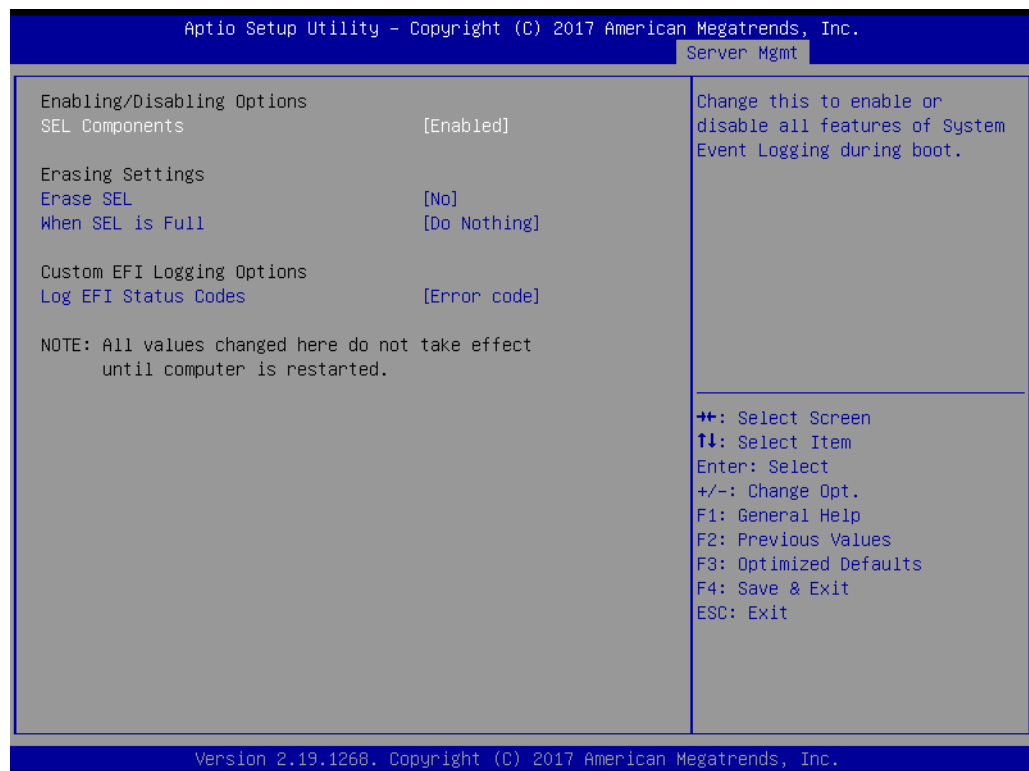 Aptio Setup Utility – Copyright (C) 2017 American Megatrends, Inc.
Server Mgmt
Enabling/Disabling Options
SEL Components [Enabled]
Erasing Settings
Erase SEL [No]
When SEL is Full [Do Nothing]
Custom EFI Logging Options
Log EFI Status Codes [Error code]
NOTE: All values changed here do not take effect
until computer is restarted.
Change this to enable or
disable all features of System
Event Logging during boot.
→←: Select Screen
↑↓: Select Item
Enter: Select
+/-: Change Opt.
F1: General Help
F2: Previous Values
F3: Optimized Defaults
F4: Save & Exit
ESC: Exit
Version 2.19.1268. Copyright (C) 2017 American Megatrends, Inc.